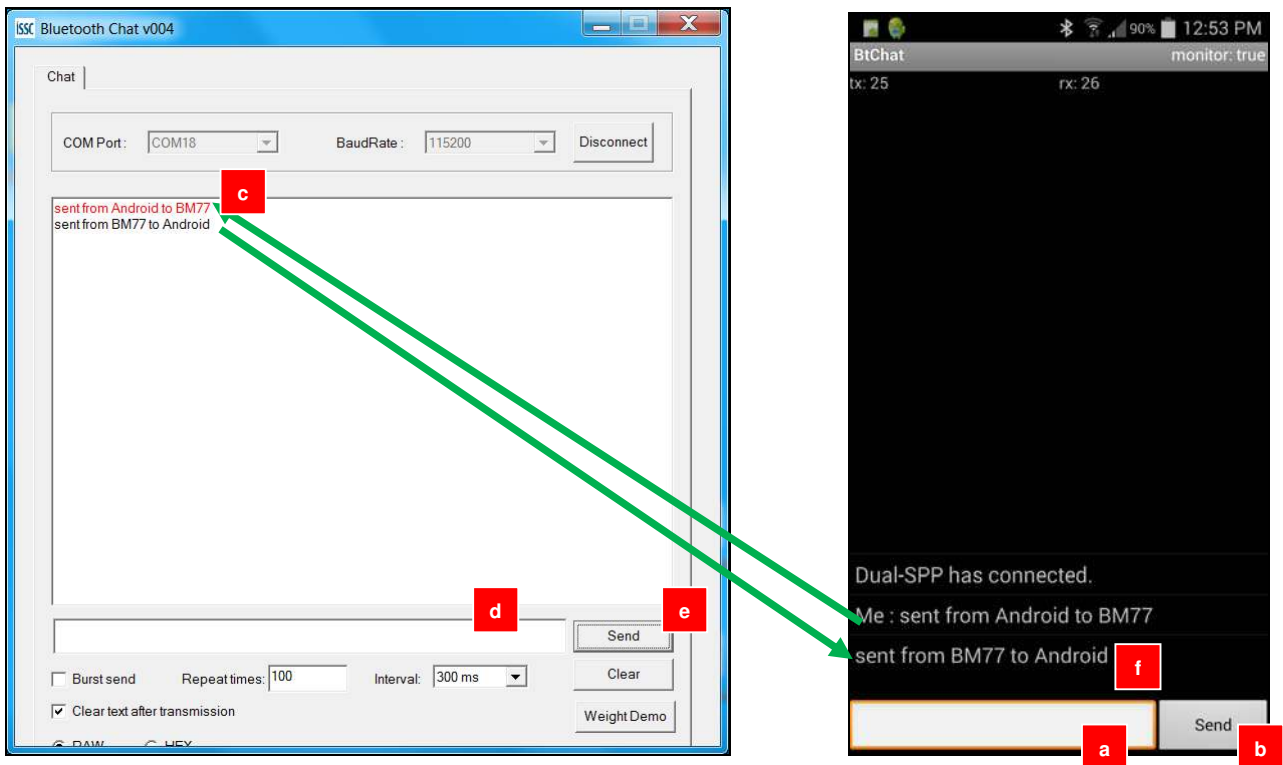 ISSC Bluetooth Chat v004
Chat
COM Port: COM18 BaudRate: 115200 Disconnect
c
sent from Android to BM77
sent from BM77 to Android
d
e
Send
Burst send Repeat times: 100 Interval: 300 ms Clear
Clear text after transmission Weight Demo
RAW HEX
90% 12:53 PM
BtChat monitor: true
tx: 25 rx: 26
Dual-SPP has connected.
Me : sent from Android to BM77
sent from BM77 to Android
f
Send
a
b